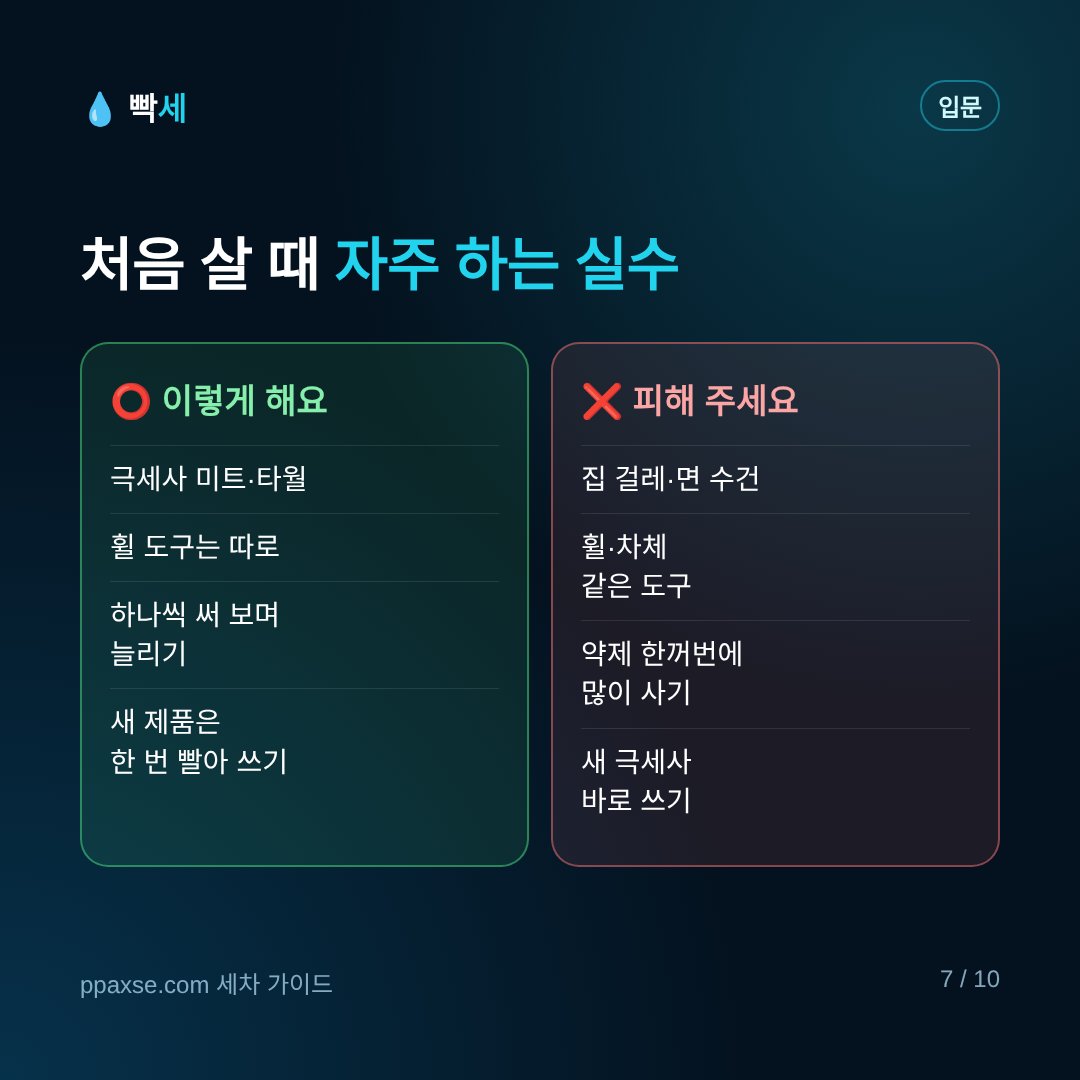 빡세
입문
처음 살 때 자주 하는 실수
⭕ 이렇게 해요
극세사 미트·타월
휠 도구는 따로
하나씩 써 보며
늘리기
새 제품은
한 번 빨아 쓰기
❌ 피해 주세요
집 걸레·면 수건
휠·차체
같은 도구
약제 한꺼번에
많이 사기
새 극세사
바로 쓰기
ppaxse.com 세차 가이드
7 / 10